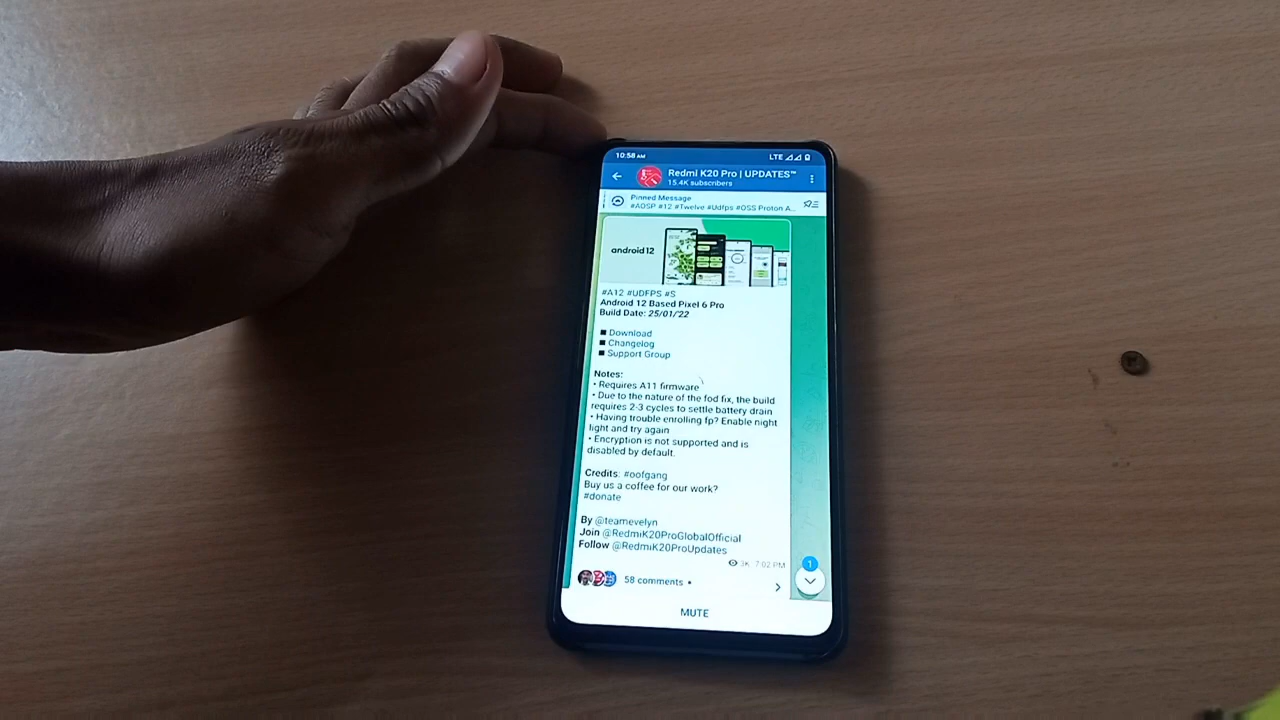 10:58 AM LTE
Redmi K20 Pro | UPDATES™
15.4K subscribers
Pinned Message
#AOSP #12 #Twelve #Udfps #OSS Proton A...
android 12
#A12 #UDFPS #S
Android 12 Based Pixel 6 Pro
Build Date: 25/01/'22
■ Download
■ Changelog
■ Support Group
Notes:
• Requires A11 firmware
• Due to the nature of the fod fix, the build
requires 2-3 cycles to settle battery drain
• Having trouble enrolling fp? Enable night
light and try again
• Encryption is not supported and is
disabled by default.
Credits: #oofgang
Buy us a coffee for our work?
#donate
By @teamevelyn
Join @RedmiK20ProGlobalOfficial
Follow @RedmiK20ProUpdates
3K 7:02 PM
1
58 comments
MUTE